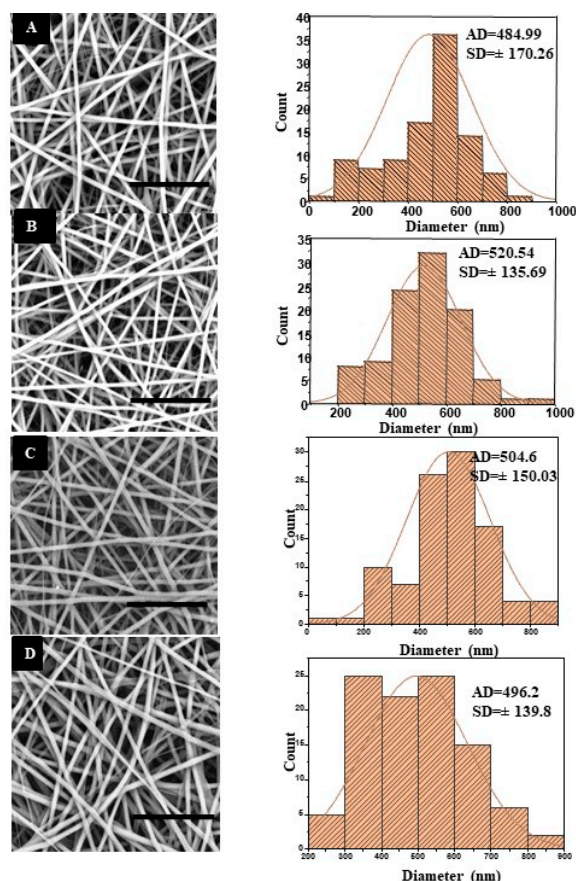 A
AD=484.99
SD=± 170.26
Count
40
35
30
25
20
15
10
5
0
0 200 400 600 800 1000
Diameter (nm)
B
AD=520.54
SD=± 135.69
Count
35
30
25
20
15
10
5
0
200 400 600 800 1000
Diameter (nm)
C
AD=504.6
SD=± 150.03
Count
30
25
20
15
10
5
0
0 200 400 600 800
Diameter (nm)
D
AD=496.2
SD=± 139.8
Count
25
20
15
10
5
0
200 300 400 500 600 700 800 900
Diameter (nm)